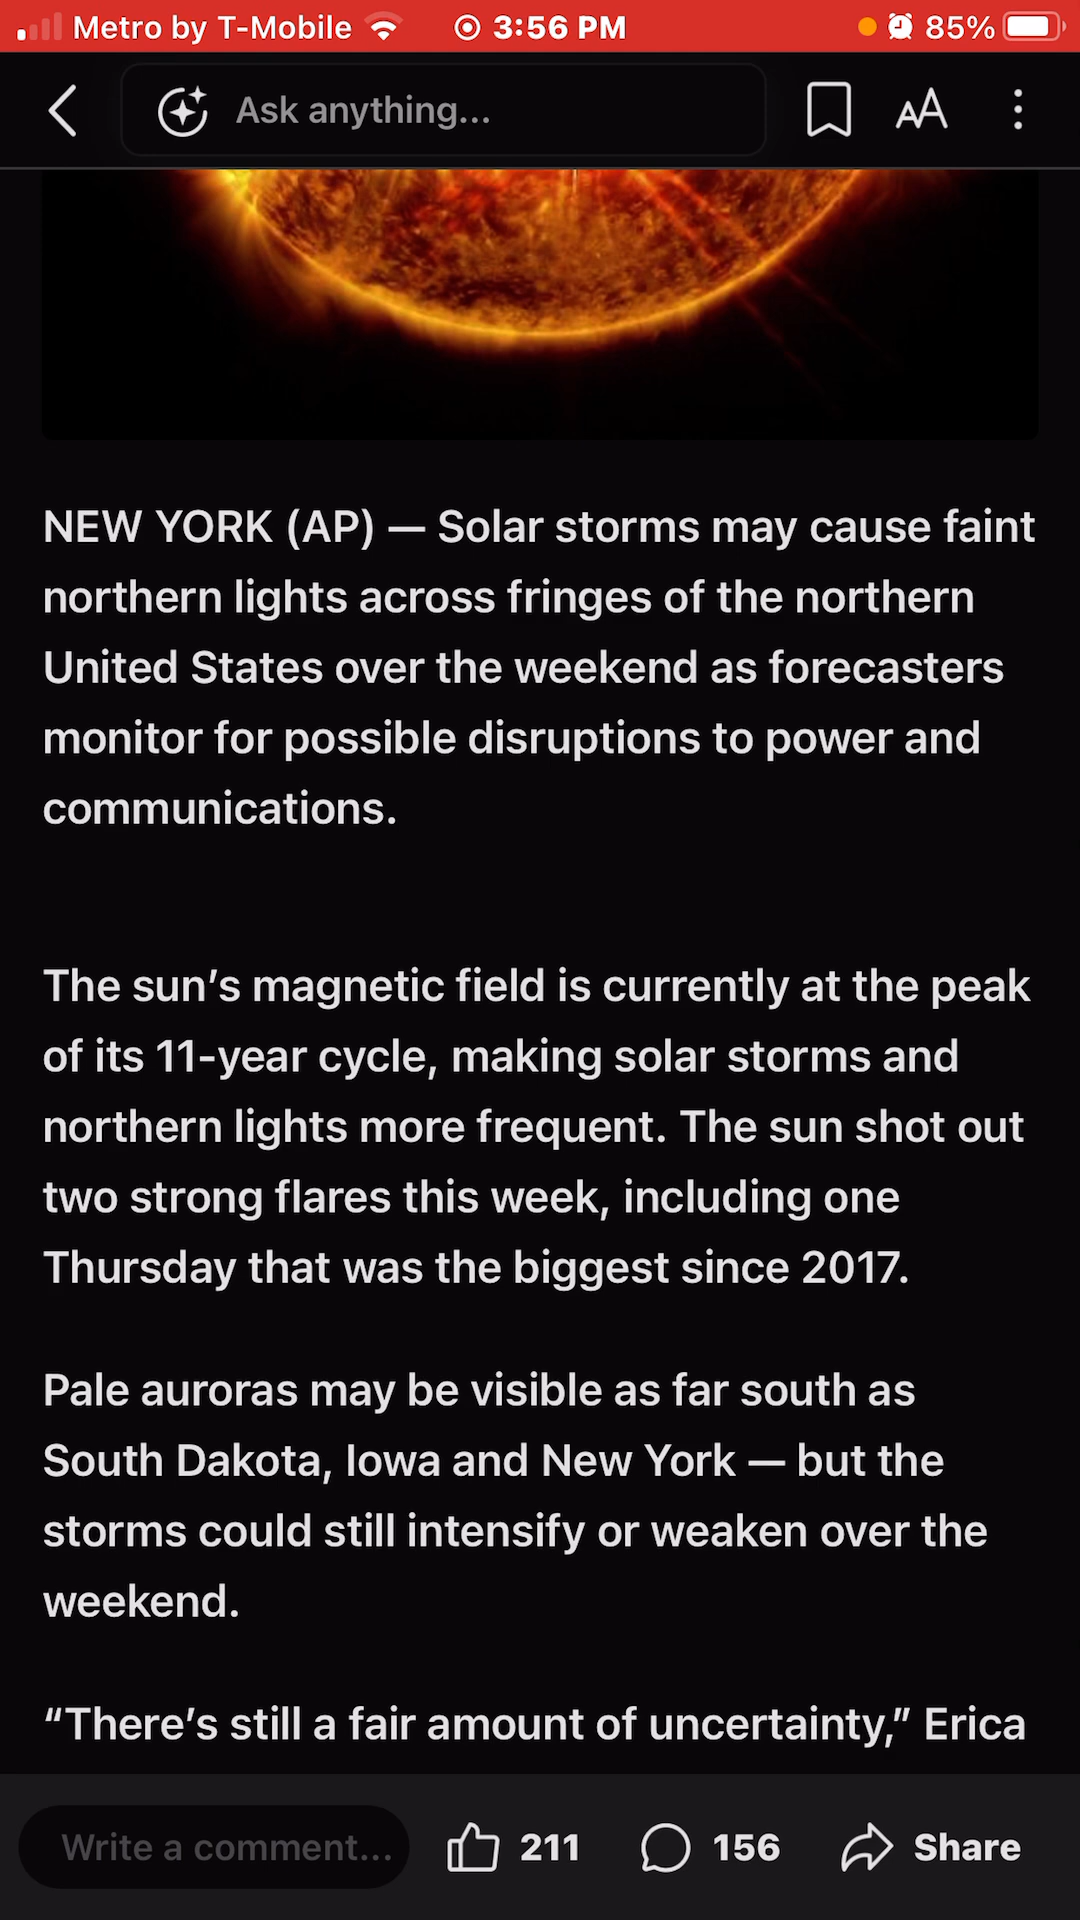 Metro by T-Mobile 3:56 PM 85%
Ask anything... AA
NEW YORK (AP) — Solar storms may cause faint
northern lights across fringes of the northern
United States over the weekend as forecasters
monitor for possible disruptions to power and
communications.
The sun’s magnetic field is currently at the peak
of its 11-year cycle, making solar storms and
northern lights more frequent. The sun shot out
two strong flares this week, including one
Thursday that was the biggest since 2017.
Pale auroras may be visible as far south as
South Dakota, Iowa and New York — but the
storms could still intensify or weaken over the
weekend.
“There’s still a fair amount of uncertainty,” Erica
Write a comment... 211 156 Share